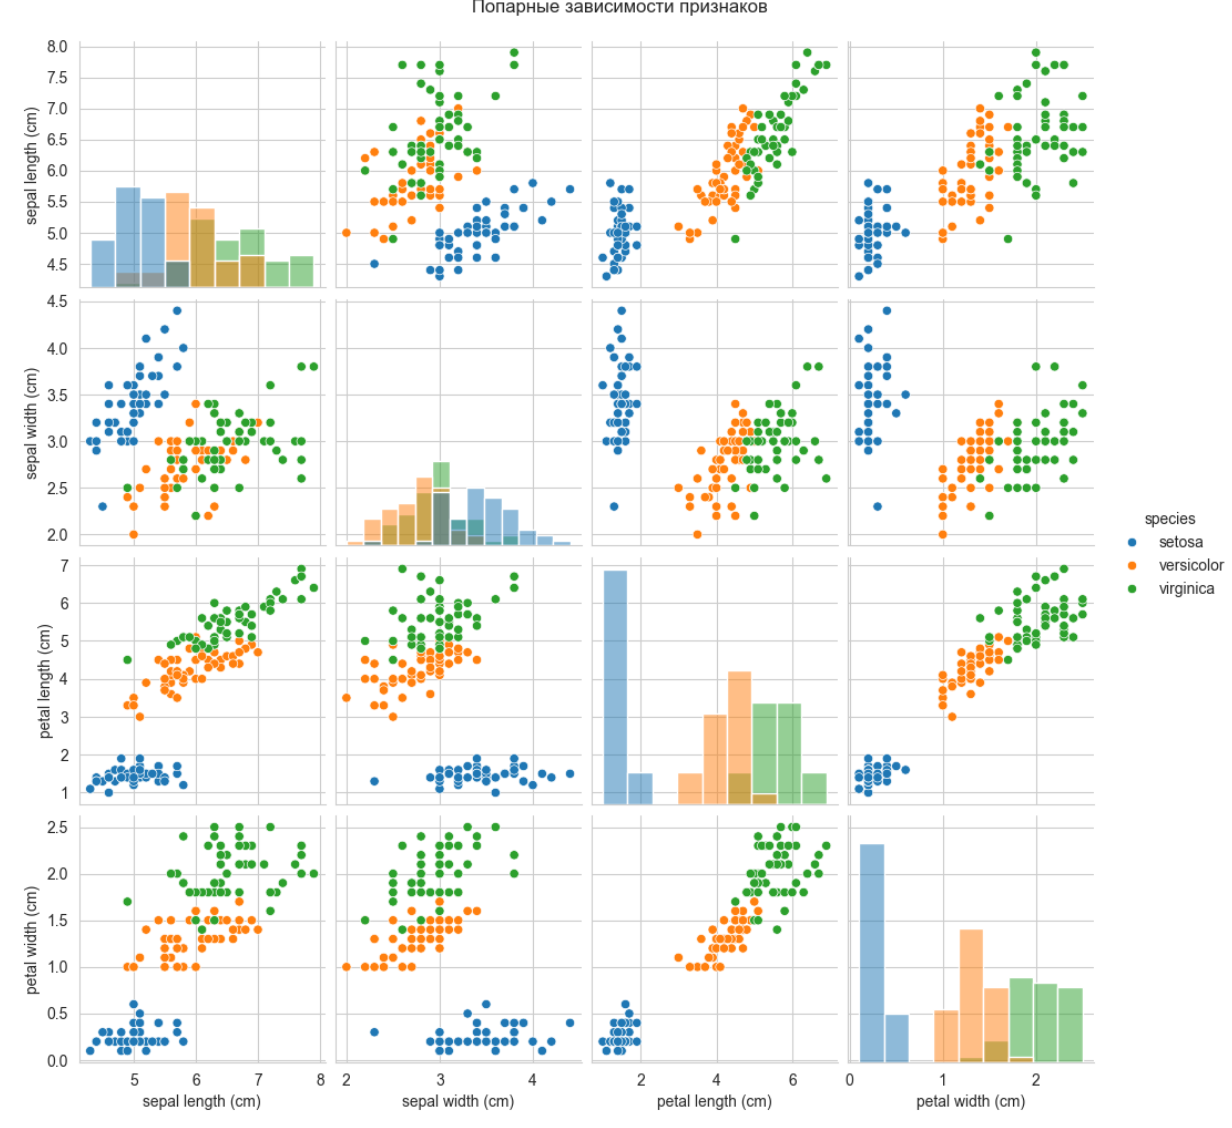 Попарные зависимости признаков
8.0
7.5
7.0
6.5
6.0
5.5
5.0
4.5
sepal length (cm)
4.5
4.0
3.5
3.0
2.5
2.0
sepal width (cm)
species
setosa
versicolor
virginica
7
6
5
4
3
2
1
petal length (cm)
2.5
2.0
1.5
1.0
0.5
0.0
petal width (cm)
5 6 7 8 2 3 4 2 4 6 0 1 2
sepal length (cm) sepal width (cm) petal length (cm) petal width (cm)